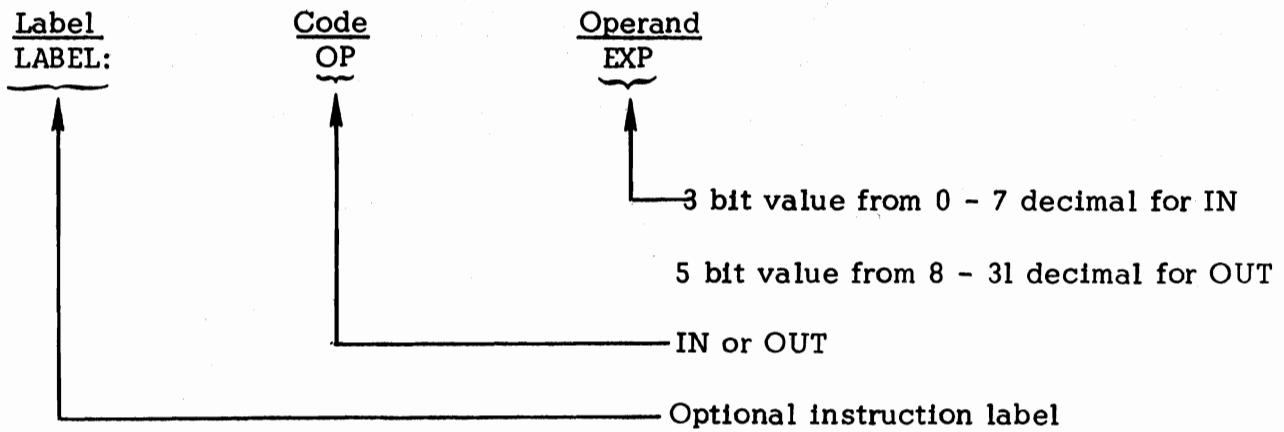 Label Code Operand
LABEL: OP EXP
3 bit value from 0 - 7 decimal for IN
5 bit value from 8 - 31 decimal for OUT
IN or OUT
Optional instruction label